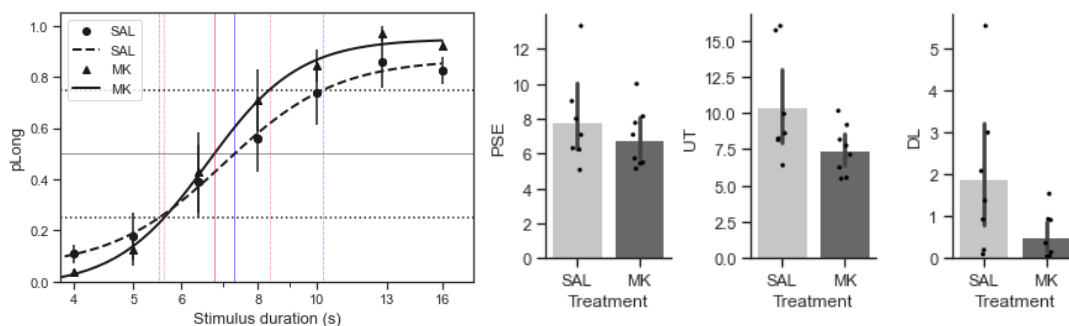 SAL
SAL
MK
MK
pLong
1.0
0.8
0.6
0.4
0.2
0.0
4 5 6 8 10 13 16
Stimulus duration (s)
PSE
12
10
8
6
4
2
0
SAL MK
Treatment
UT
15.0
12.5
10.0
7.5
5.0
2.5
0.0
SAL MK
Treatment
DL
5
4
3
2
1
0
SAL MK
Treatment